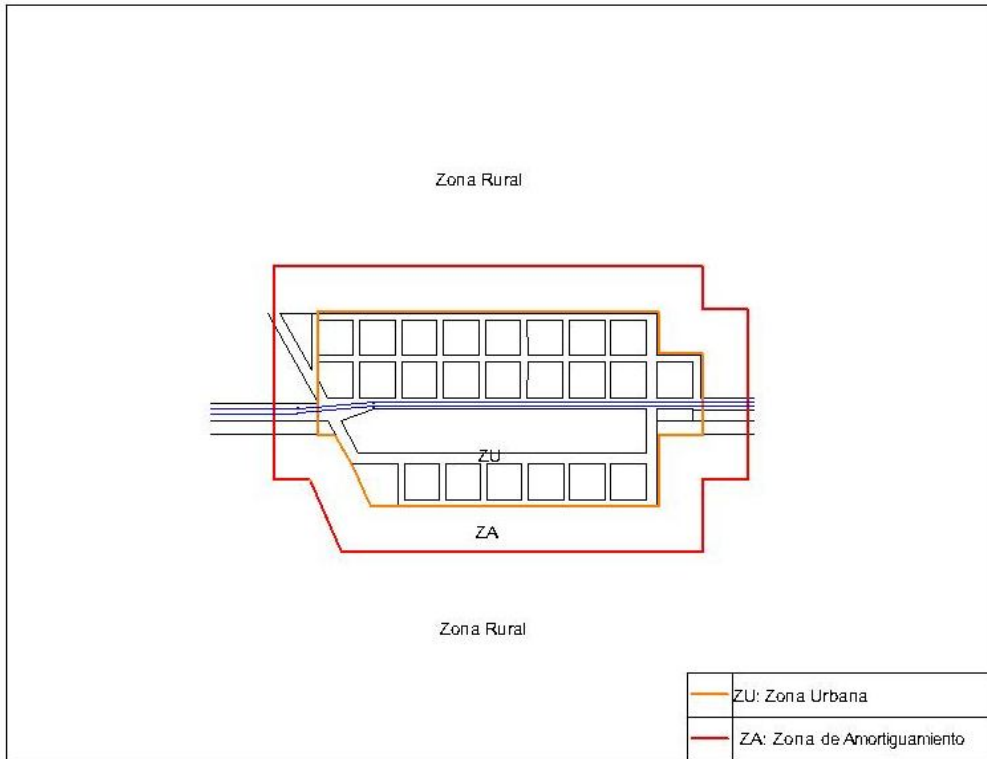 Zona Rural
ZU
ZA
Zona Rural
ZU: Zona Urbana
ZA: Zona de Amortiguamiento